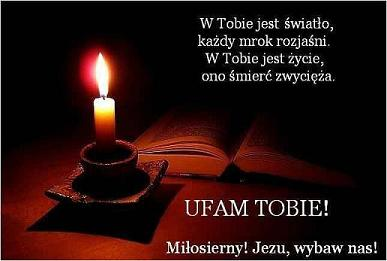 W Tobie jest światło,
każdy mrok rozjaśni.
W Tobie jest życie,
ono śmierć zwycięża.
UFAM TOBIE!
Miłosierny! Jezu, wybaw nas!